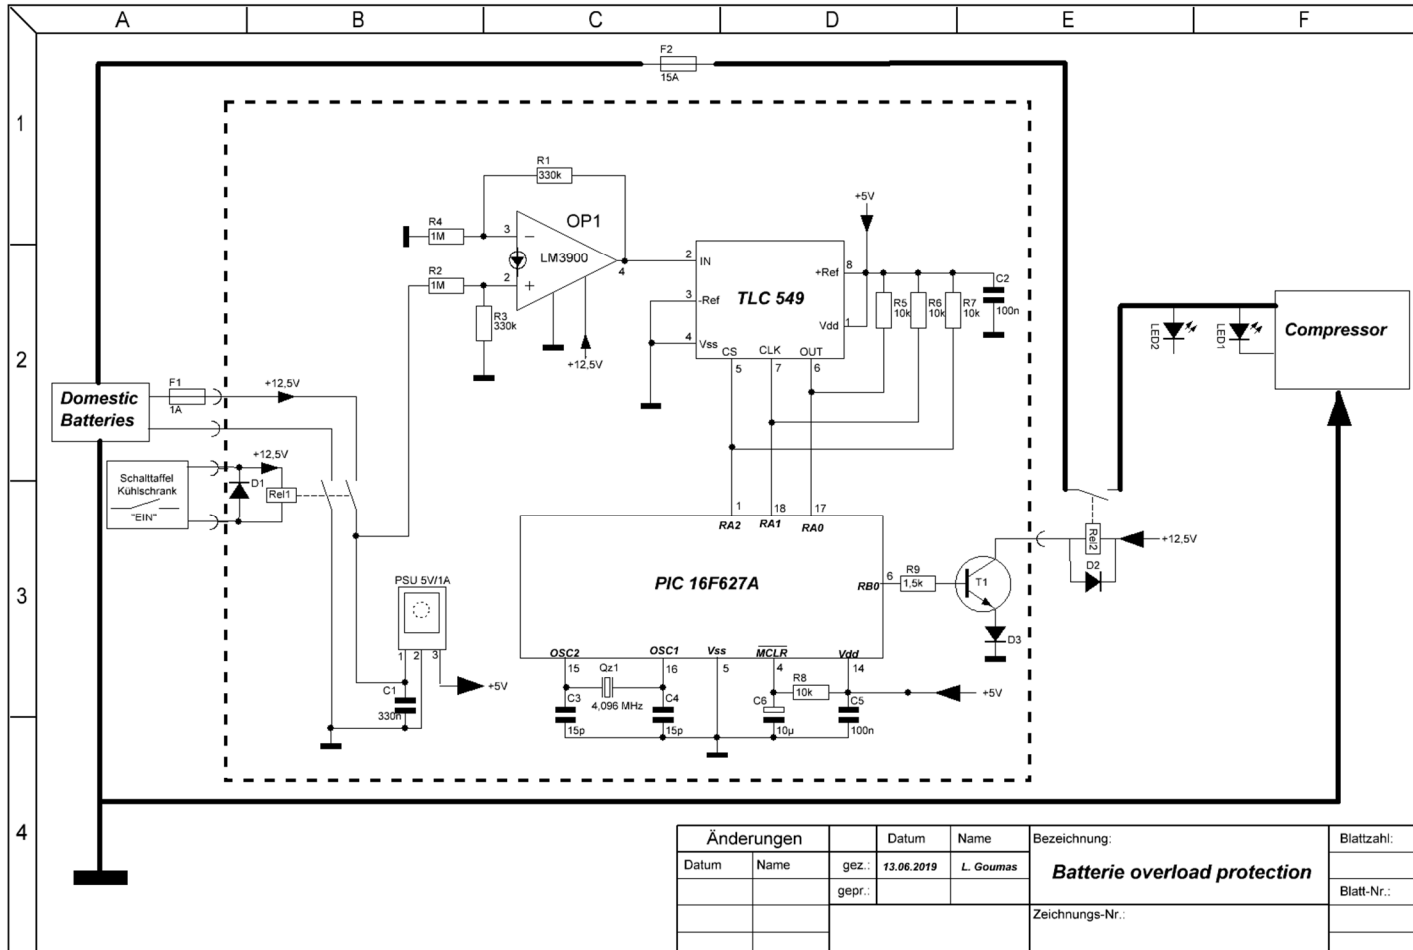 A B C D E F
F2
15A
1
R1
330k
+5V
OP1
R4
1M
3
LM3900
2
IN
8
+Ref
4
R2
1M
2
C2
3
-Ref
TLC 549
R5
10k
R6
10k
R7
10k
100n
R3
330k
LED2
LED1
Compressor
Vdd
1
4
Vss
CS
CLK
OUT
2
+12,5V
5
7
6
F1
1A
+12,5V
Domestic
Batteries
+12,5V
Schalttaffel
Kühlschrank
"EIN"
D1
Rel1
1
18
17
RA2
RA1
RA0
Rel2
+12,5V
PSU 5V/1A
PIC 16F627A
6
R9
1,5k
RB0
T1
D2
3
D3
1
2
3
OSC2
OSC1
Vss
MCLR
Vdd
15
Qz1
16
5
4
14
+5V
R8
10k
+5V
C1
330n
C3
4,096 MHz
C4
C6
C5
15p
15p
10µ
100n
4
Änderungen
Datum
Name
Bezeichnung:
Blattzahl:
Datum
Name
gez.:
13.06.2019
L. Goumas
Batterie overload protection
gepr.:
Blatt-Nr.:
Zeichnungs-Nr.: